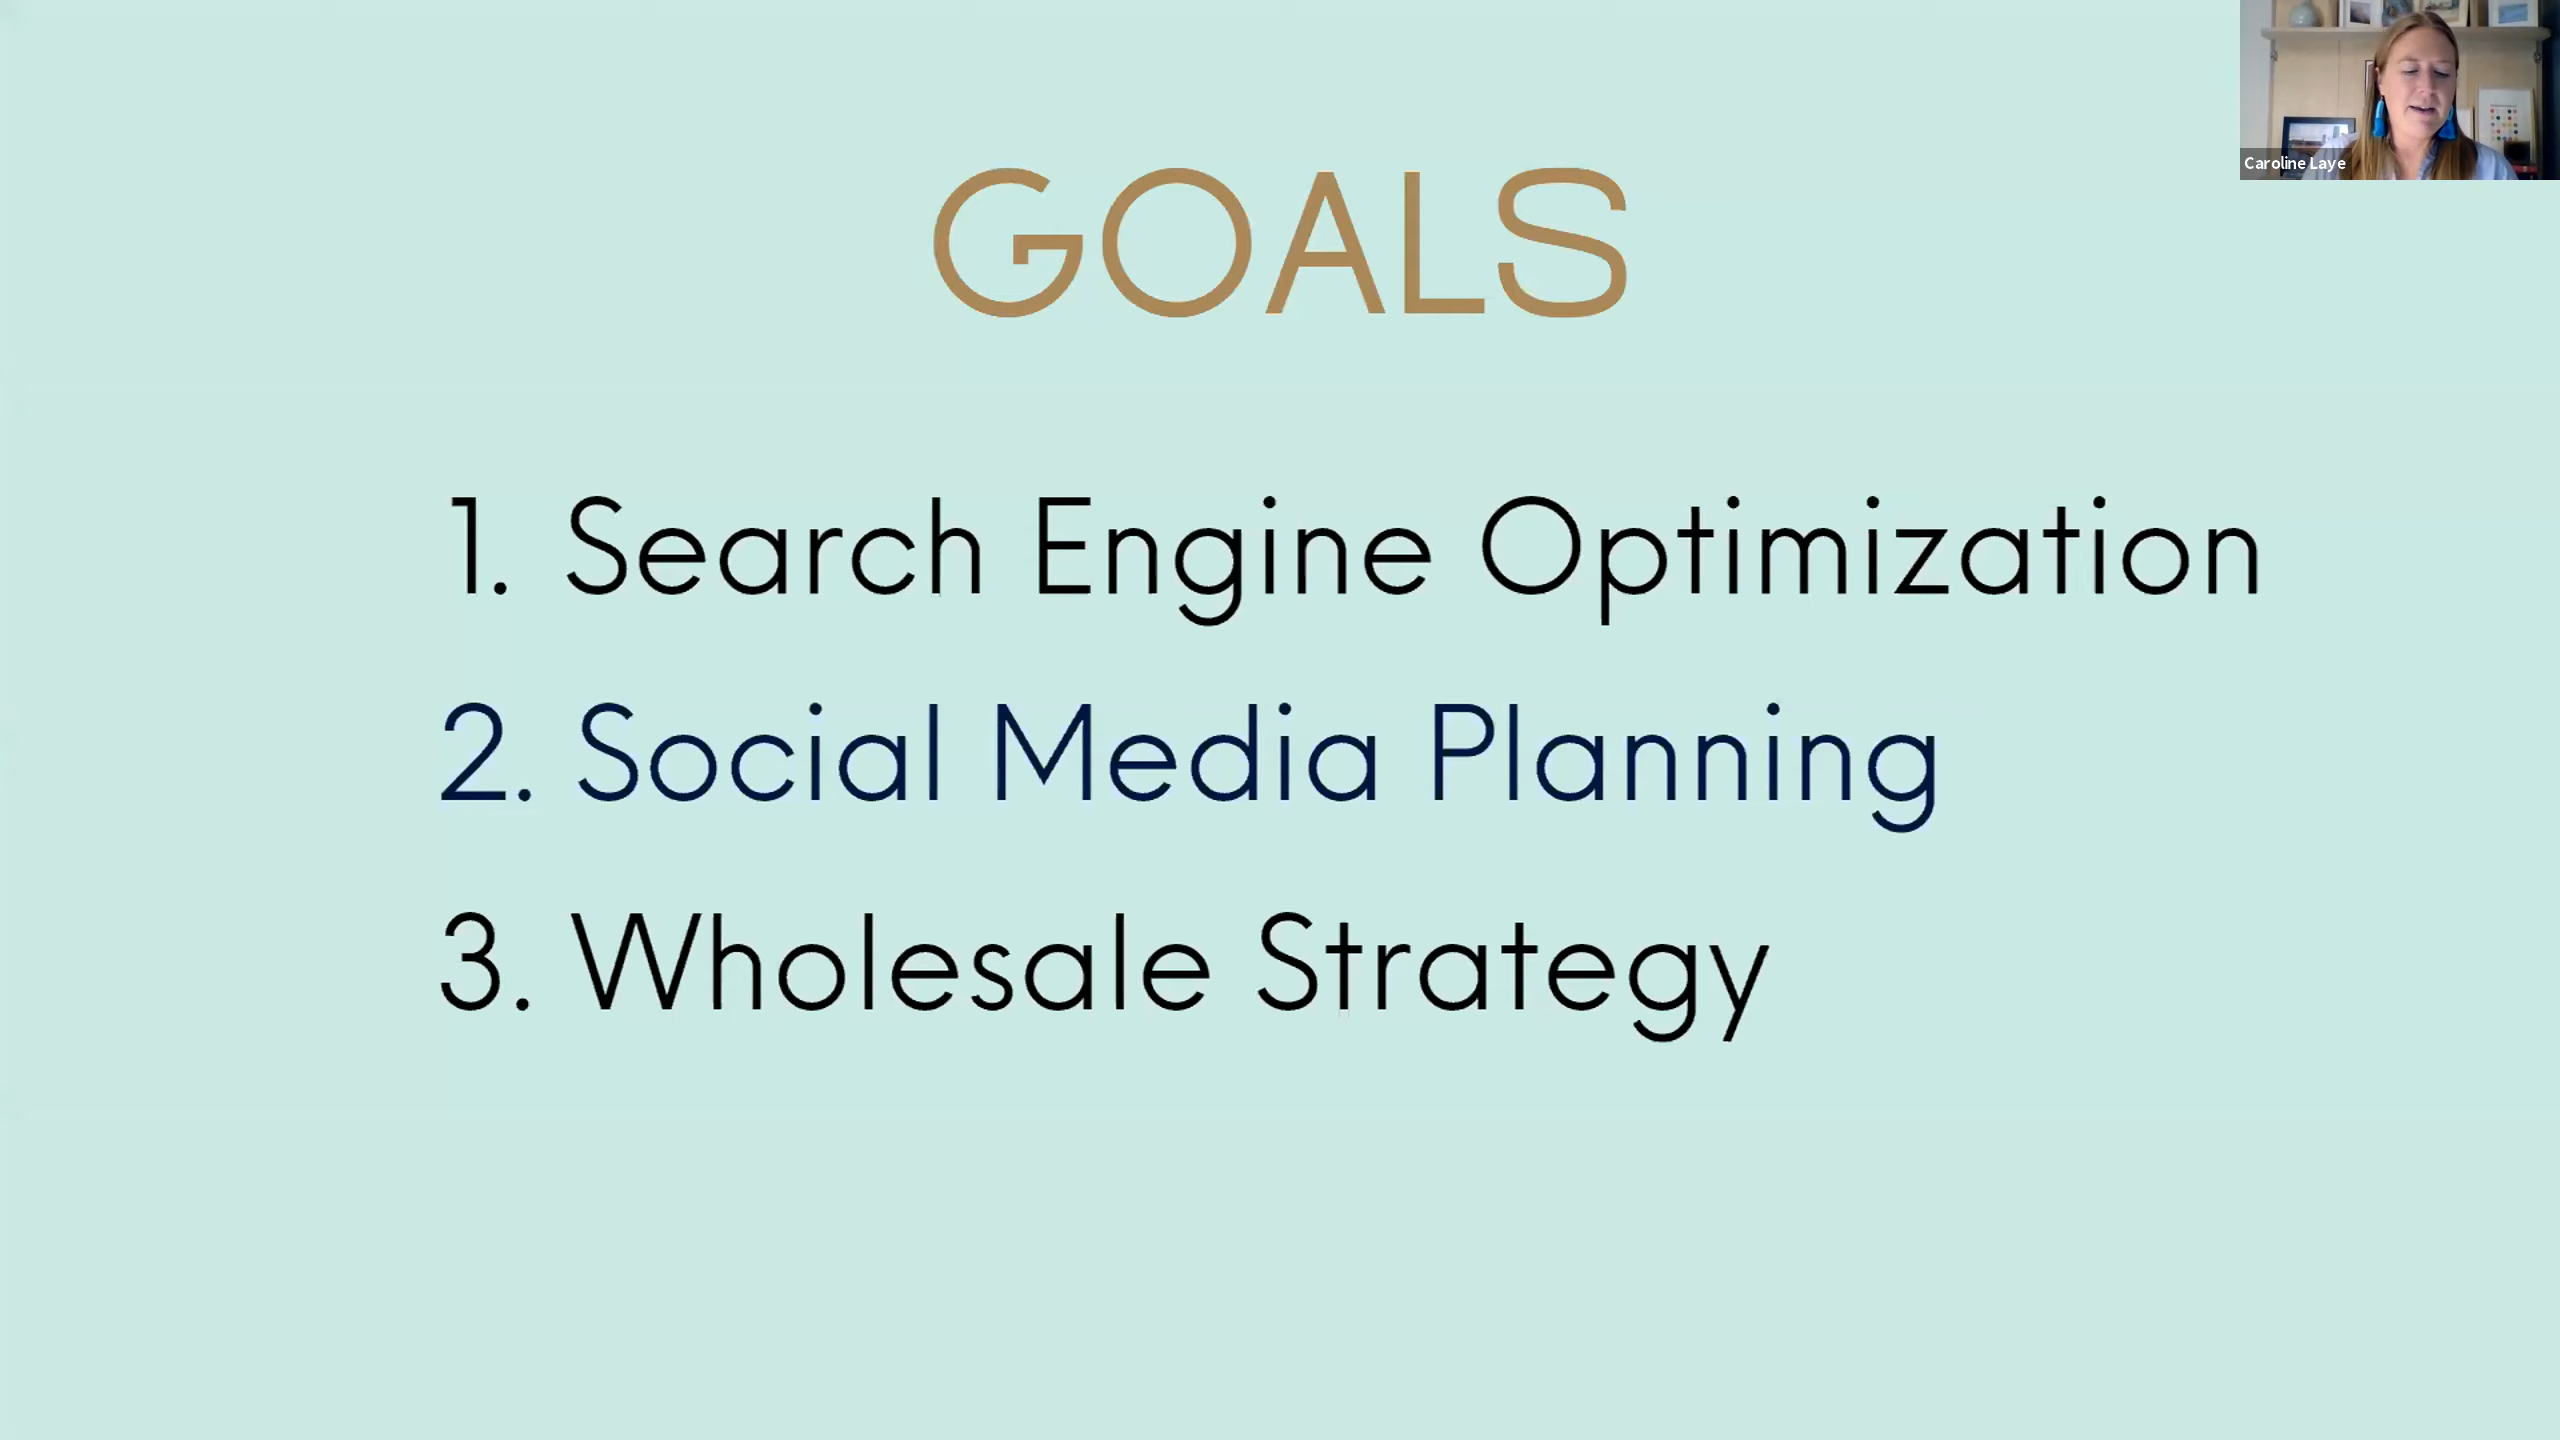 Caroline Laye
GOALS
1. Search Engine Optimization
2. Social Media Planning
3. Wholesale Strategy